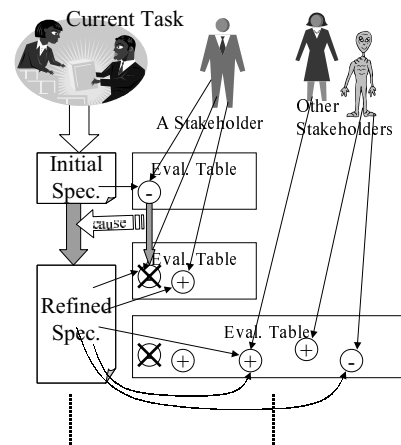 Current Task
A Stakeholder
Other
Stakeholders
Initial
Spec.
Eval. Table
-
cause
Eval. Table
+
Refined
Spec.
Eval. Table
+
+
+
-